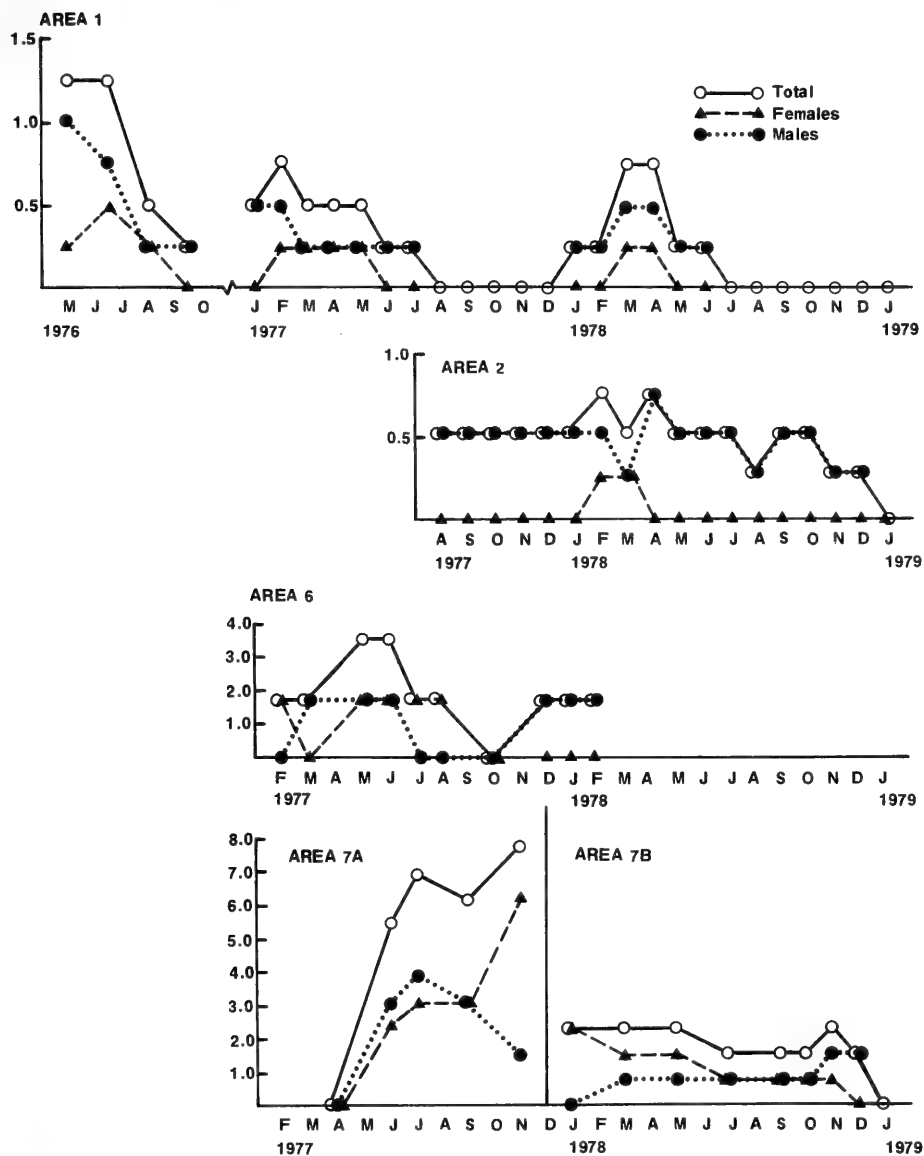 AREA 1
1.5
1.0
0.5
Total
Females
Males
M J J A S O J F M A M J J A S O N D J F M A M J J A S O N D J
1976 1977 1978 1979
AREA 2
1.0
0.5
A S O N D J F M A M J J A S O N D J
1977 1978 1979
AREA 6
4.0
3.0
2.0
1.0
F M A M J J A S O N D J F M A M J J A S O N D J
1977 1978 1979
AREA 7A
AREA 7B
8.0
7.0
6.0
5.0
4.0
3.0
2.0
1.0
F M A M J J A S O N D J F M A M J J A S O N D J
1977 1978 1979